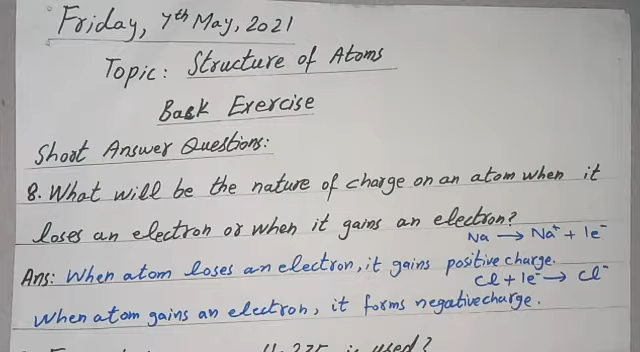 Friday, 7th May, 2021
Topic: Structure of Atoms
Back Exercise
Short Answer Questions:
8. What will be the nature of charge on an atom when it
loses an electron or when it gains an electron?
Na → Na⁺ + 1e⁻
Ans: When atom loses an electron, it gains positive charge.
Cl + 1e⁻ → Cl⁻
When atom gains an electron, it forms negative charge.
U-235 is used?